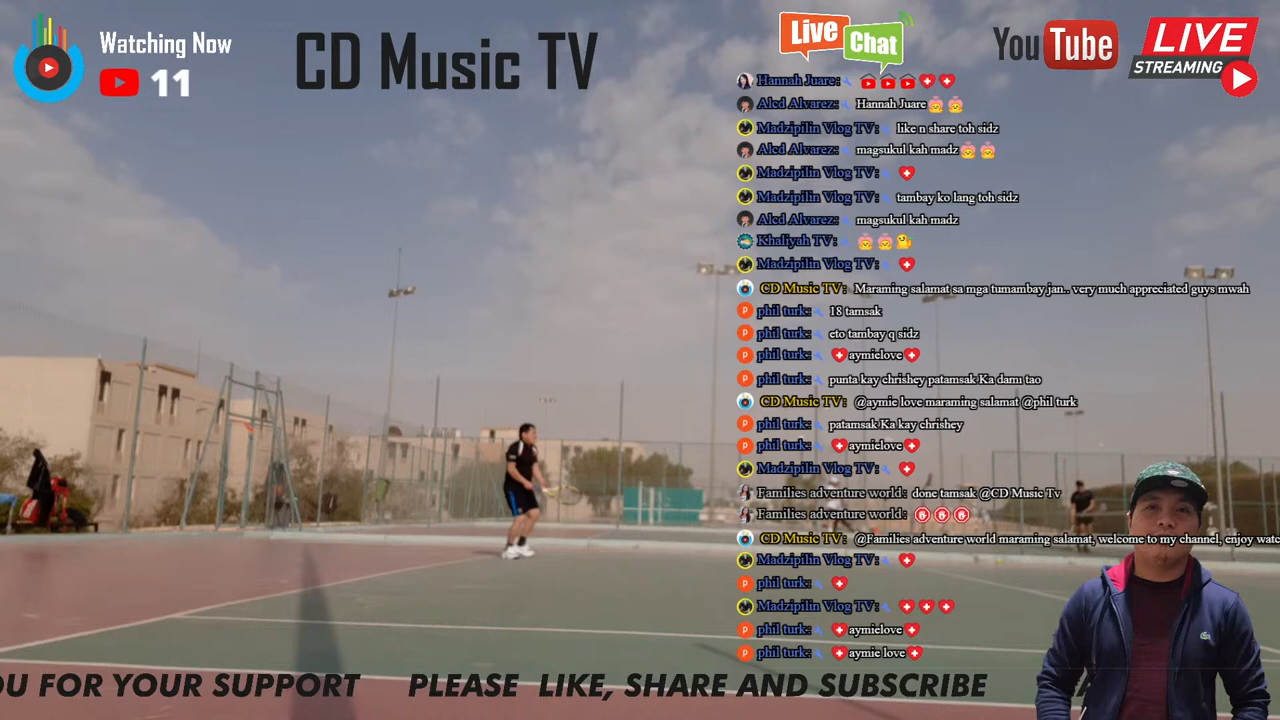 Watching Now
11
CD Music TV
Live
Chat
YouTube
LIVE
STREAMING
Hannah Juare:
Alcd Alvarez: Hannah Juare
Madzipilin Vlog TV: like n share toh sidz
Alcd Alvarez: magsukul kah madz
Madzipilin Vlog TV:
Madzipilin Vlog TV: tambay ko lang toh sidz
Alcd Alvarez: magsukul kah madz
Khaliyah TV:
Madzipilin Vlog TV:
CD Music TV: Maraming salamat sa mga tumambay jan.. very much appreciated guys mwah
phil turk: 18 tamsak
phil turk: eto tambay q sidz
phil turk: aymielove
phil turk: punta kay chrishey patamsak Ka damı tao
CD Music TV: @aymie love maraming salamat @phil turk
phil turk: patamsak Ka kay chrishey
phil turk: aymielove
Madzipilin Vlog TV:
Families adventure world: done tamsak @CD Music Tv
Families adventure world:
CD Music TV: @Families adventure world maraming salamat, welcome to my channel, enjoy watc
Madzipilin Vlog TV:
phil turk:
Madzipilin Vlog TV:
phil turk: aymielove
phil turk: aymie love
OU FOR YOUR SUPPORT PLEASE LIKE, SHARE AND SUBSCRIBE